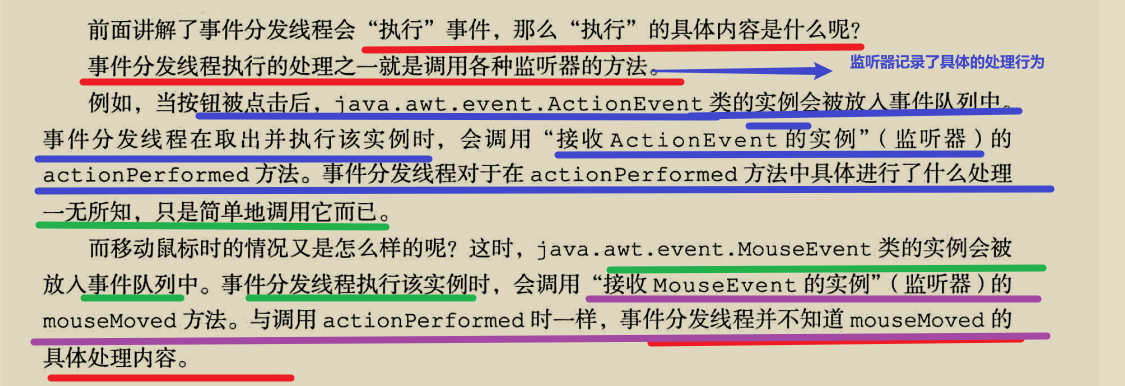 前面讲解了事件分发线程会“执行”事件，那么“执行”的具体内容是什么呢？
事件分发线程执行的处理之一就是调用各种监听器的方法。
监听器记录了具体的处理行为
例如，当按钮被点击后，java.awt.event.ActionEvent 类的实例会被放入事件队列中。
事件分发线程在取出并执行该实例时，会调用“接收 ActionEvent 的实例”（监听器）的
actionPerformed 方法。事件分发线程对于在 actionPerformed 方法中具体进行了什么处理
一无所知，只是简单地调用它而已。
而移动鼠标时的情况又是怎么样的呢？这时，java.awt.event.MouseEvent 类的实例会被
放入事件队列中。事件分发线程执行该实例时，会调用“接收 MouseEvent 的实例”（监听器）的
mouseMoved 方法。与调用 actionPerformed 时一样，事件分发线程并不知道 mouseMoved 的
具体处理内容。